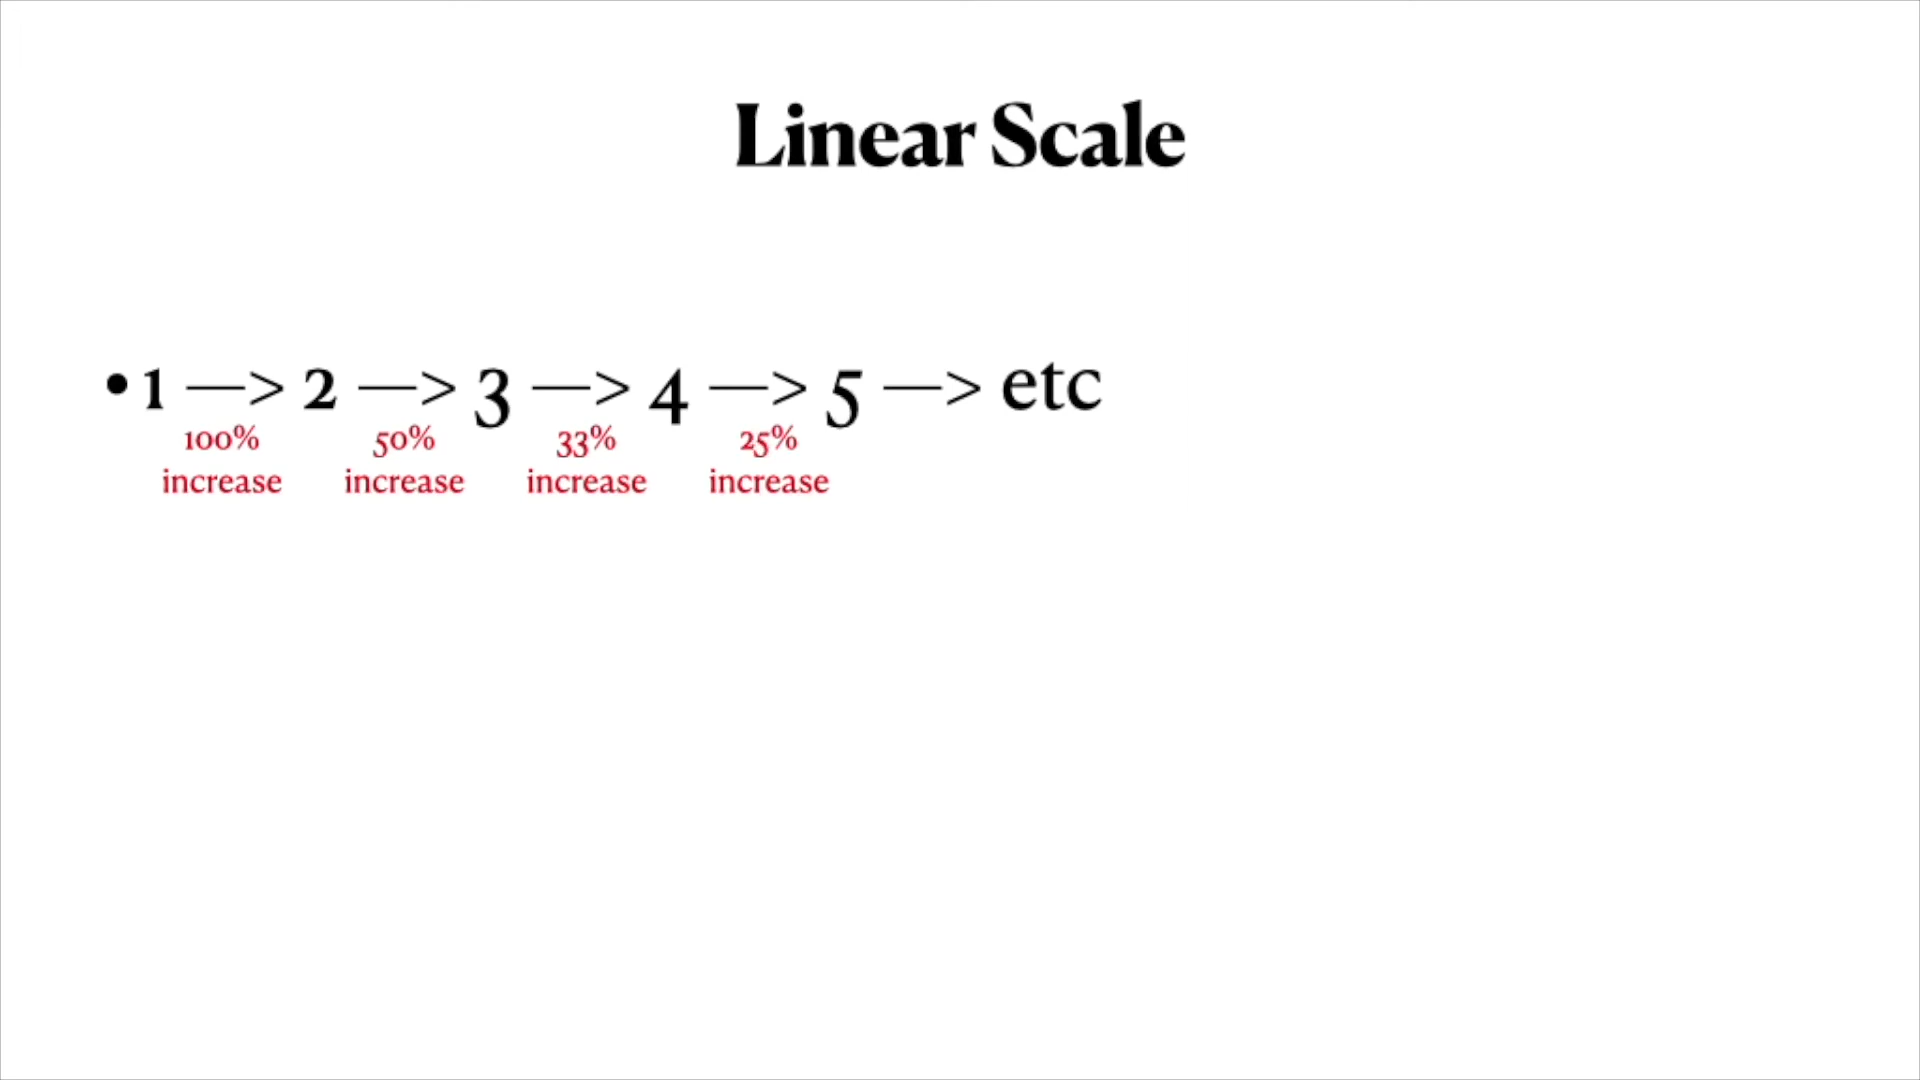 Linear Scale
• 1 —> 2 —> 3 —> 4 —> 5 —> etc
100% 50% 33% 25%
increase increase increase increase